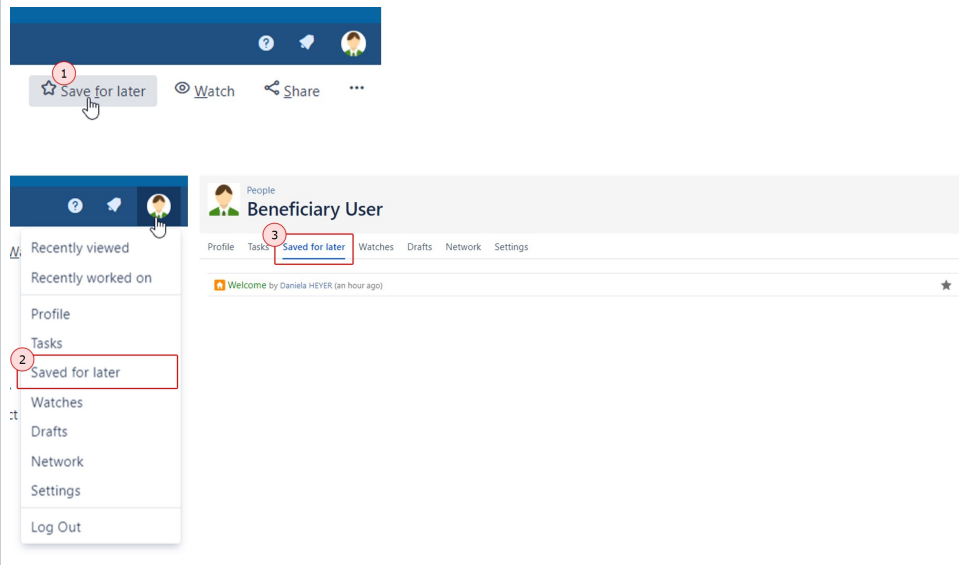 1
Save for later
Watch
Share
People
Beneficiary User
3
Profile Tasks Saved for later Watches Drafts Network Settings
Welcome by Daniela HEYER (an hour ago)
Recently viewed
Recently worked on
Profile
Tasks
2
Saved for later
Watches
ct
Drafts
Network
Settings
Log Out